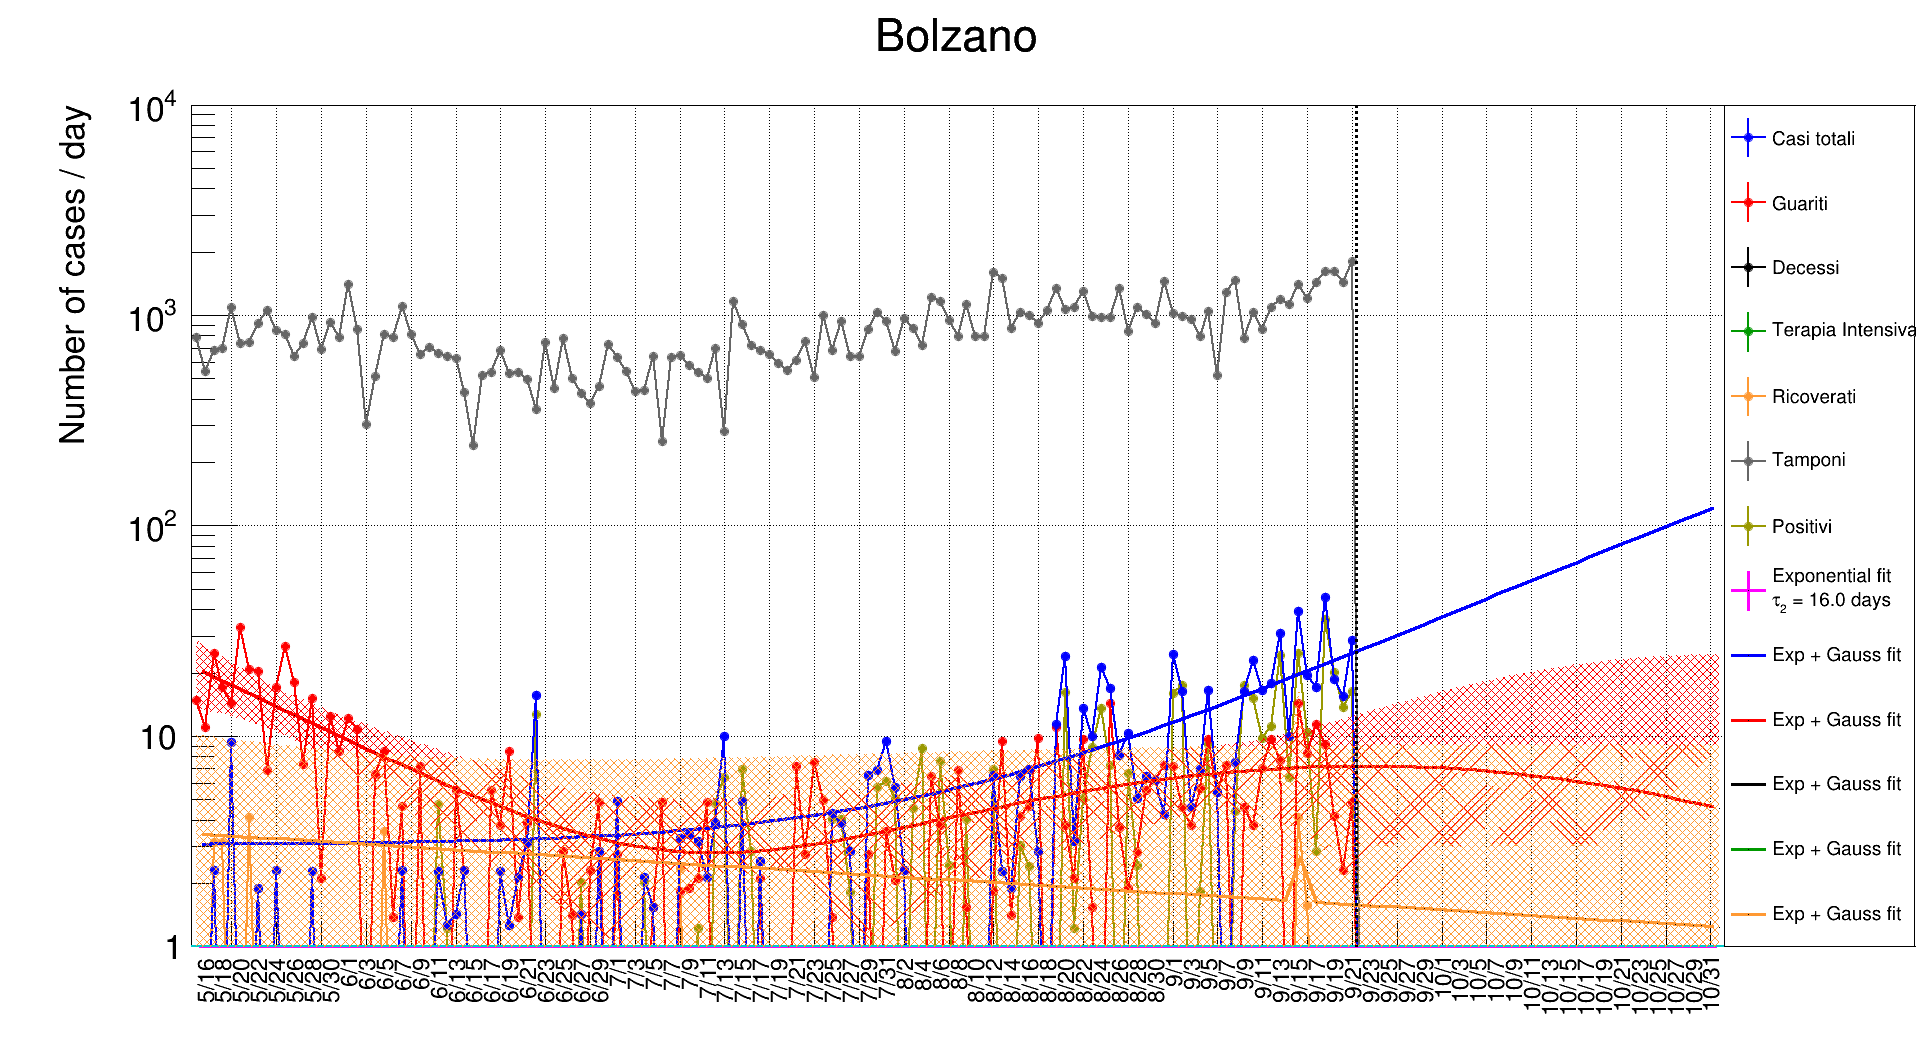 Bolzano
Number of cases / day
10^4
10^3
10^2
10
1
5/16 5/18 5/20 5/22 5/24 5/26 5/28 5/30 6/1 6/3 6/5 6/7 6/9 6/11 6/13 6/15 6/17 6/19 6/21 6/23 6/25 6/27 6/29 7/1 7/3 7/5 7/7 7/9 7/11 7/13 7/15 7/17 7/19 7/21 7/23 7/25 7/27 7/29 7/31 8/2 8/4 8/6 8/8 8/10 8/12 8/14 8/16 8/18 8/20 8/22 8/24 8/26 8/28 8/30 9/1 9/3 9/5 9/7 9/9 9/11 9/13 9/15 9/17 9/19 9/21 9/23 9/25 9/27 9/29 10/1 10/3 10/5 10/7 10/9 10/11 10/13 10/15 10/17 10/19 10/21 10/23 10/25 10/27 10/29 10/31
Casi totali
Guariti
Decessi
Terapia Intensiva
Ricoverati
Tamponi
Positivi
Exponential fit
τ₂ = 16.0 days
Exp + Gauss fit
Exp + Gauss fit
Exp + Gauss fit
Exp + Gauss fit
Exp + Gauss fit